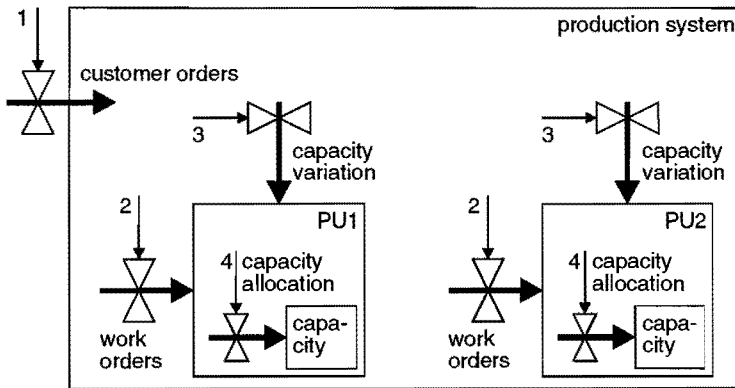 1
production system
customer orders
3
capacity
variation
3
capacity
variation
2
PU1
4 capacity
allocation
capa-
city
work
orders
2
PU2
4 capacity
allocation
capa-
city
work
orders